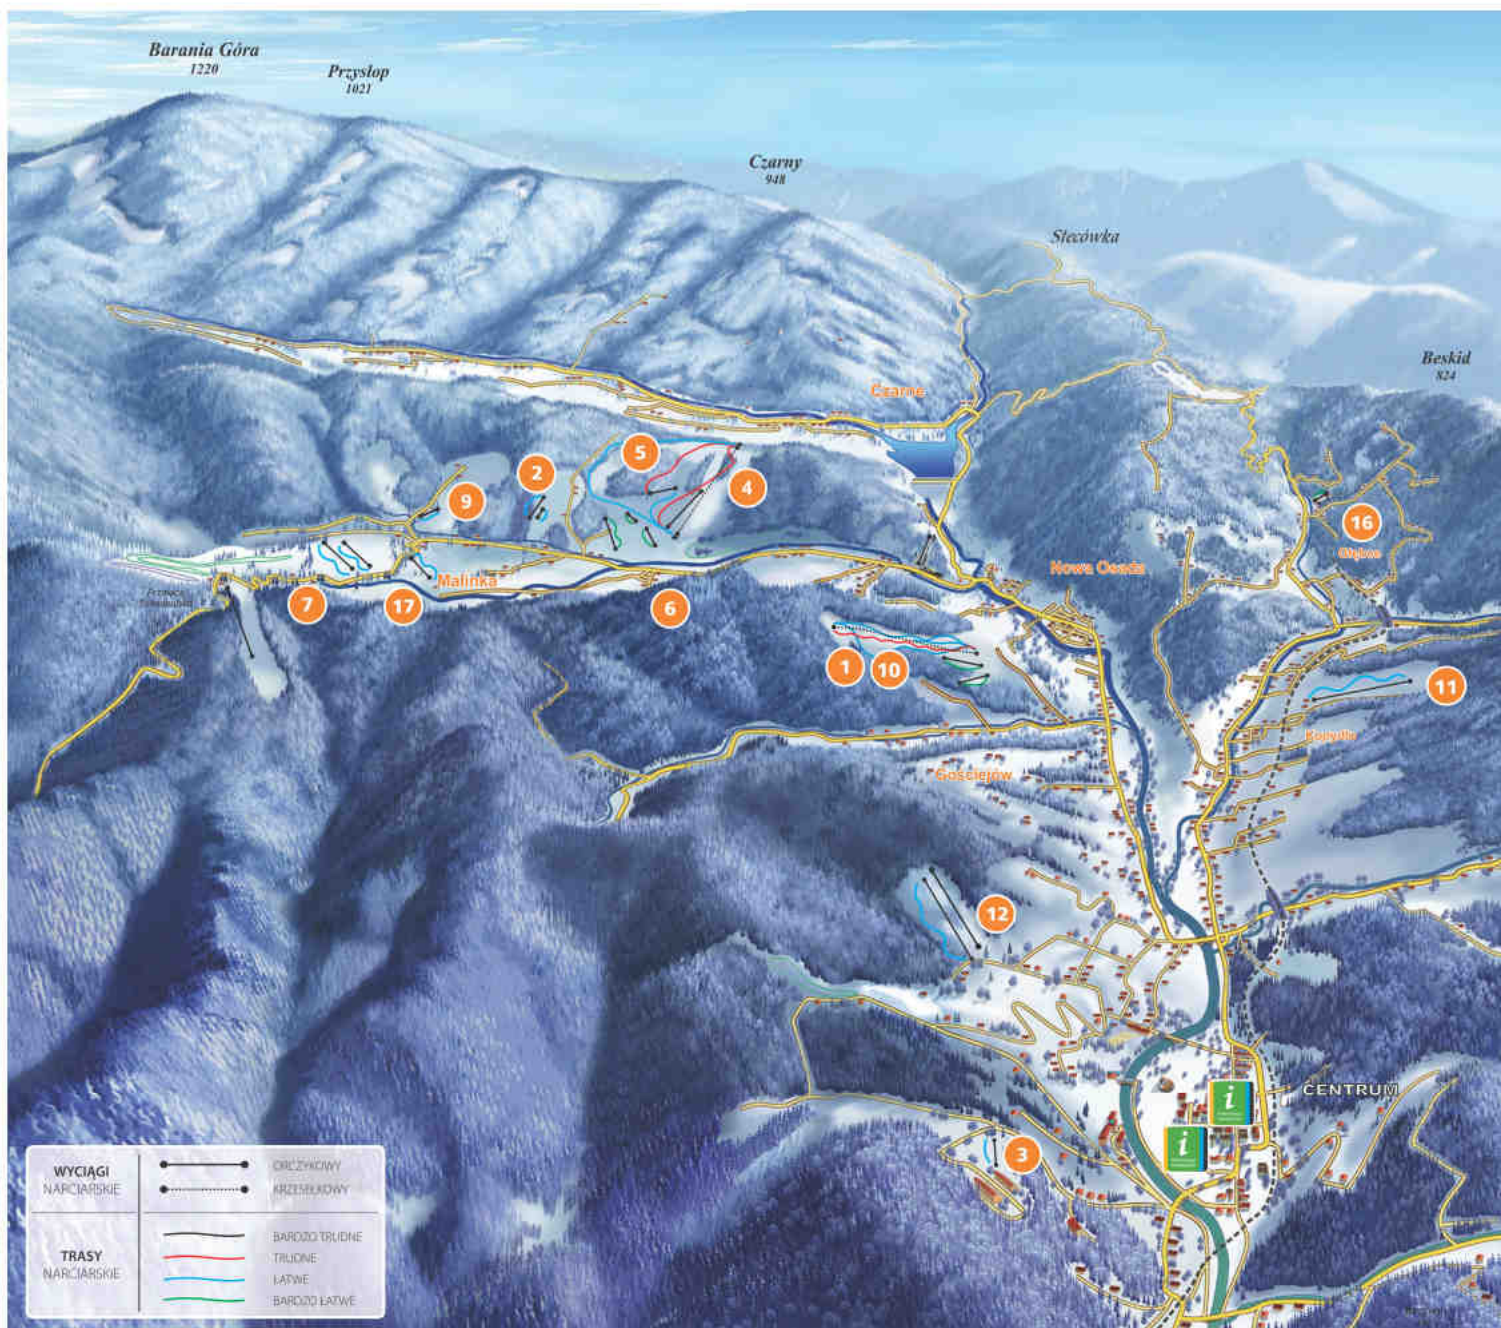 Barania Góra
1220
Przysłop
1021
Czarny
948
Stecówka
Beskid
824
Czarne
5
2
4
9
16
Głębce
Nowa Osada
Malinka
7
17
6
1
10
11
Gościejów
12
CENTRUM
i
i
3
WYCIĄGI
NARCIARSKIE
ORCZYKOWY
KRZESEŁKOWY
TRASY
NARCIARSKIE
BARDZO TRUDNE
TRUDNE
ŁATWE
BARDZO ŁATWE